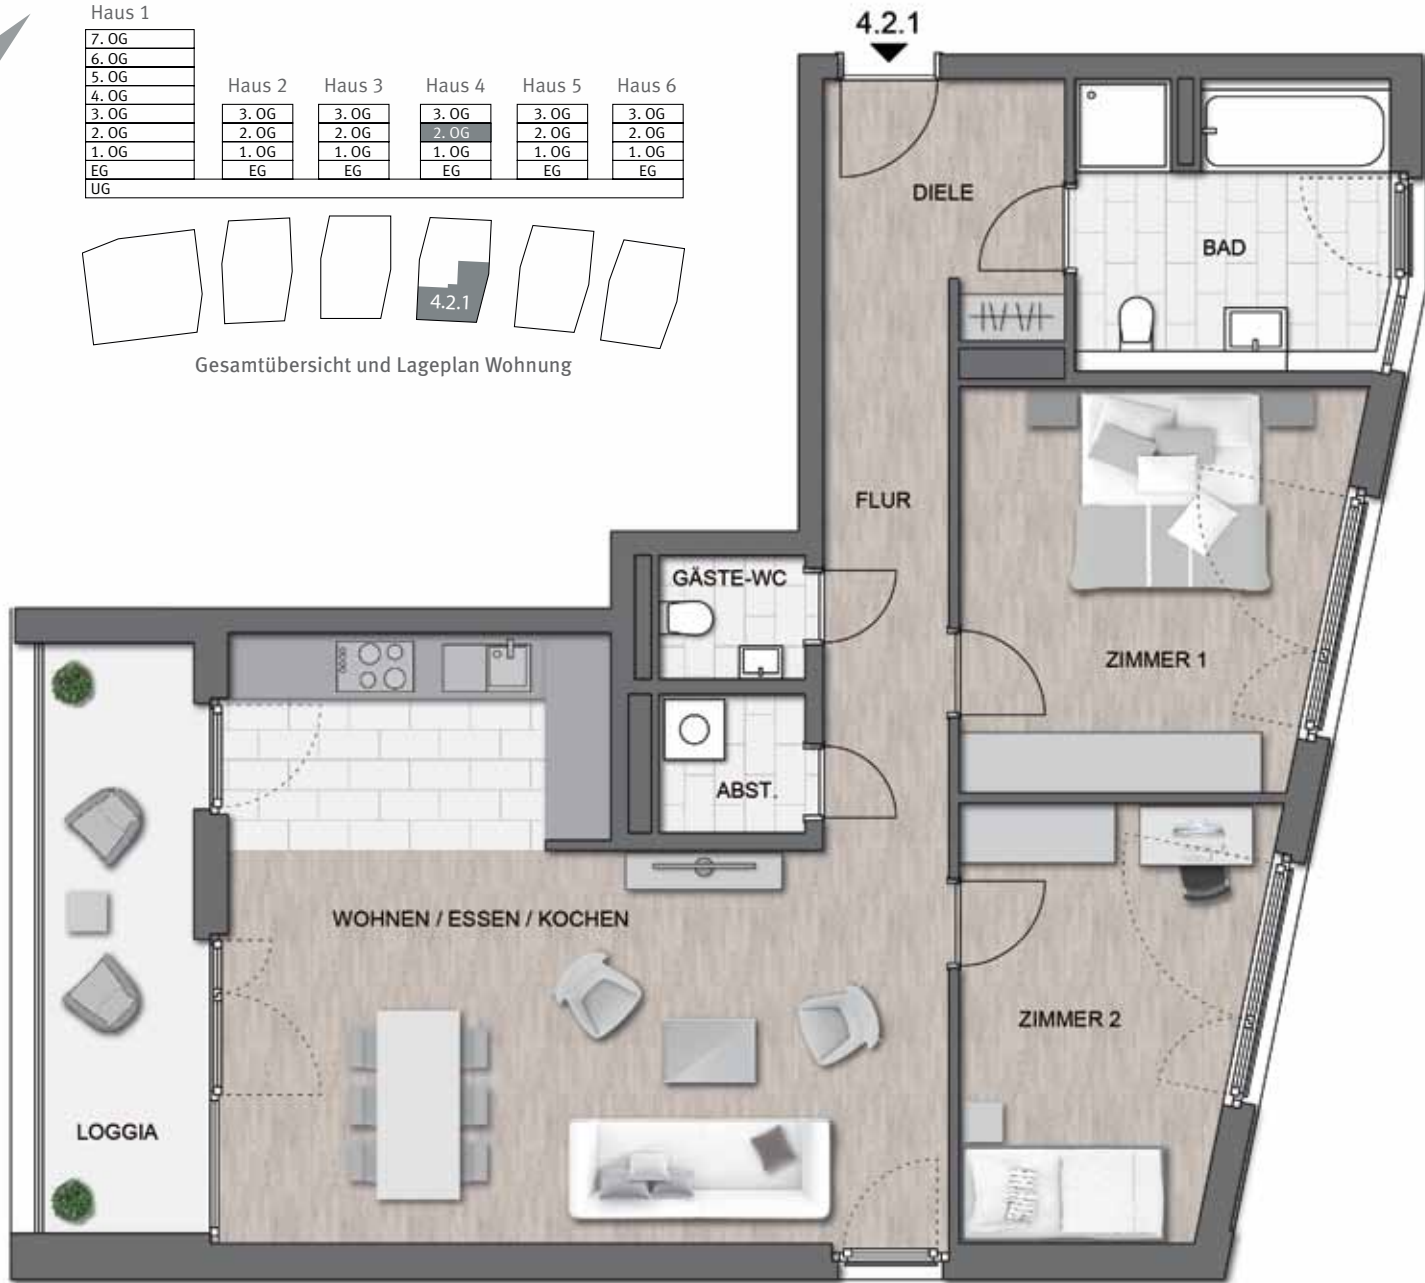 Haus 1
7. OG
6. OG
5. OG
4. OG
3. OG
2. OG
1. OG
EG
UG
Haus 2
3. OG
2. OG
1. OG
EG
Haus 3
3. OG
2. OG
1. OG
EG
Haus 4
3. OG
2. OG
1. OG
EG
Haus 5
3. OG
2. OG
1. OG
EG
Haus 6
3. OG
2. OG
1. OG
EG
4.2.1
Gesamtübersicht und Lageplan Wohnung
4.2.1
DIELE
BAD
FLUR
GÄSTE-WC
ZIMMER 1
ABST.
WOHNEN / ESSEN / KOCHEN
ZIMMER 2
LOGGIA